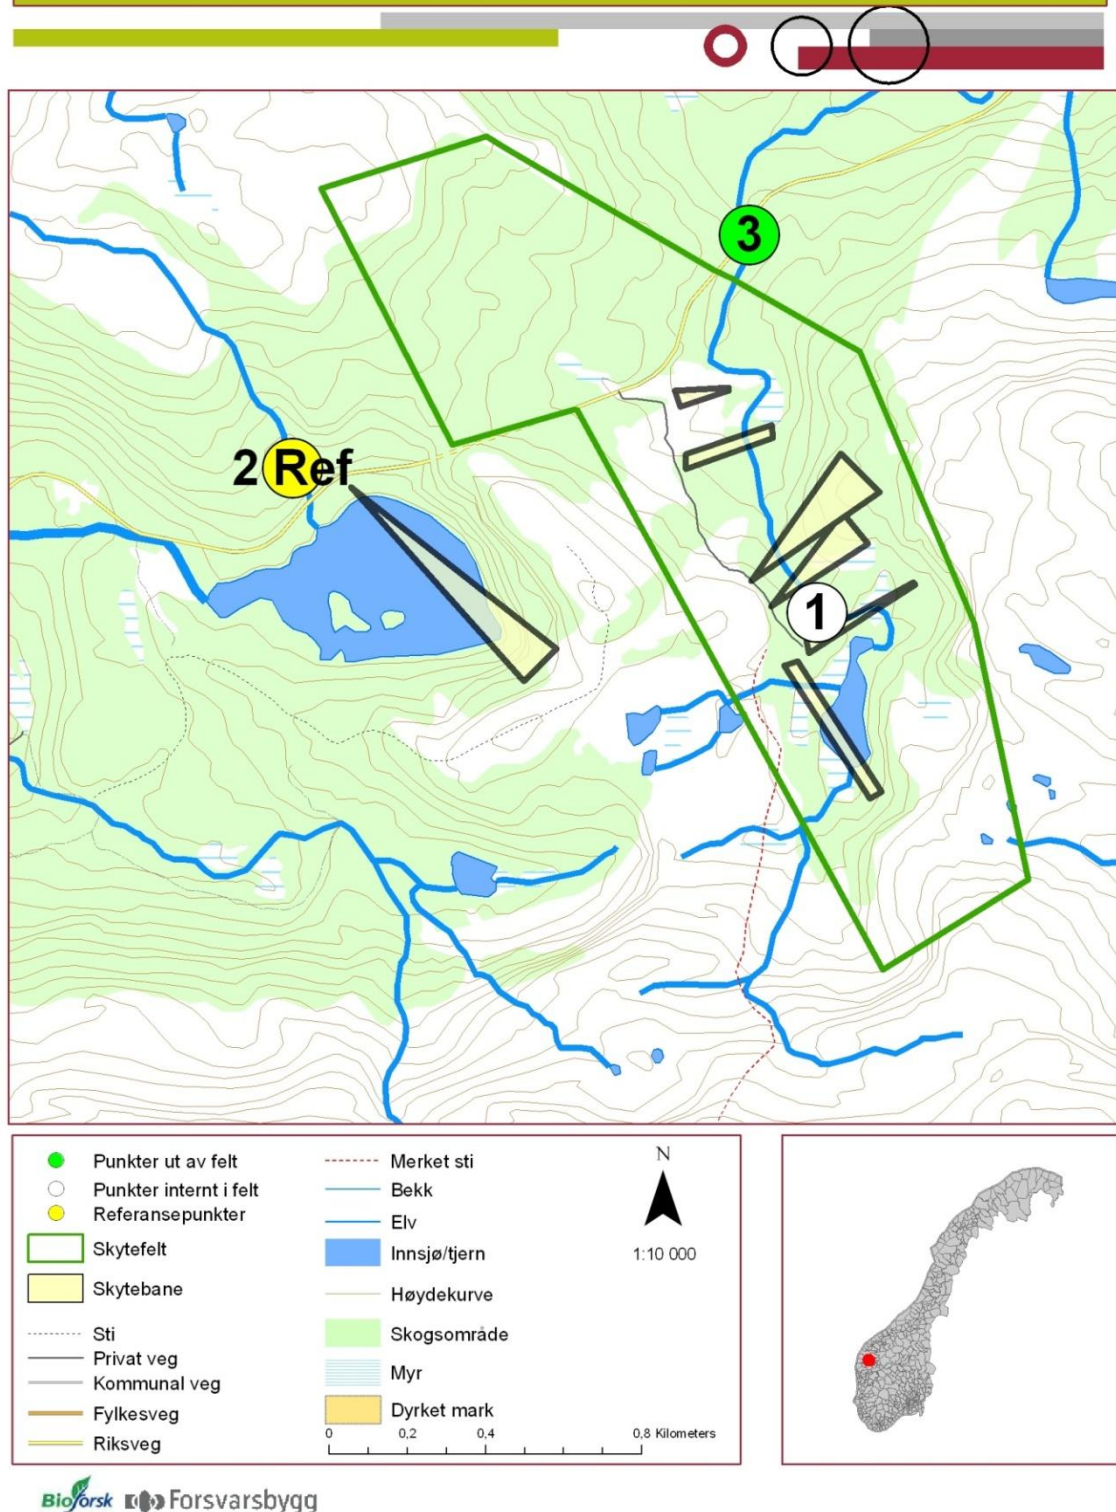 3
2 Ref
1
Punkter ut av felt
Punkter internt i felt
Referansepunkter
Skytefelt
Skytebane
Sti
Privat veg
Kommunal veg
Fylkesveg
Riksveg
Merket sti
Bekk
Elv
Innsjø/tjern
Høydekurve
Skogsområde
Myr
Dyrket mark
0 0,2 0,4 0,8 Kilometers
N
1:10 000
Bioforsk Forsvarsbygg